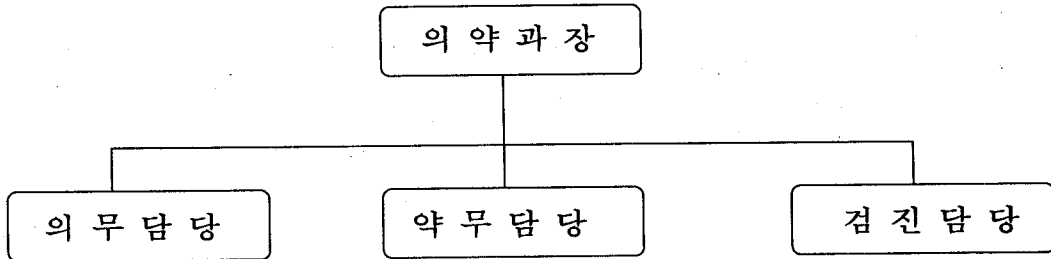 의 약 과 장
의 무 담 당 약 무 담 당 검 진 담 당